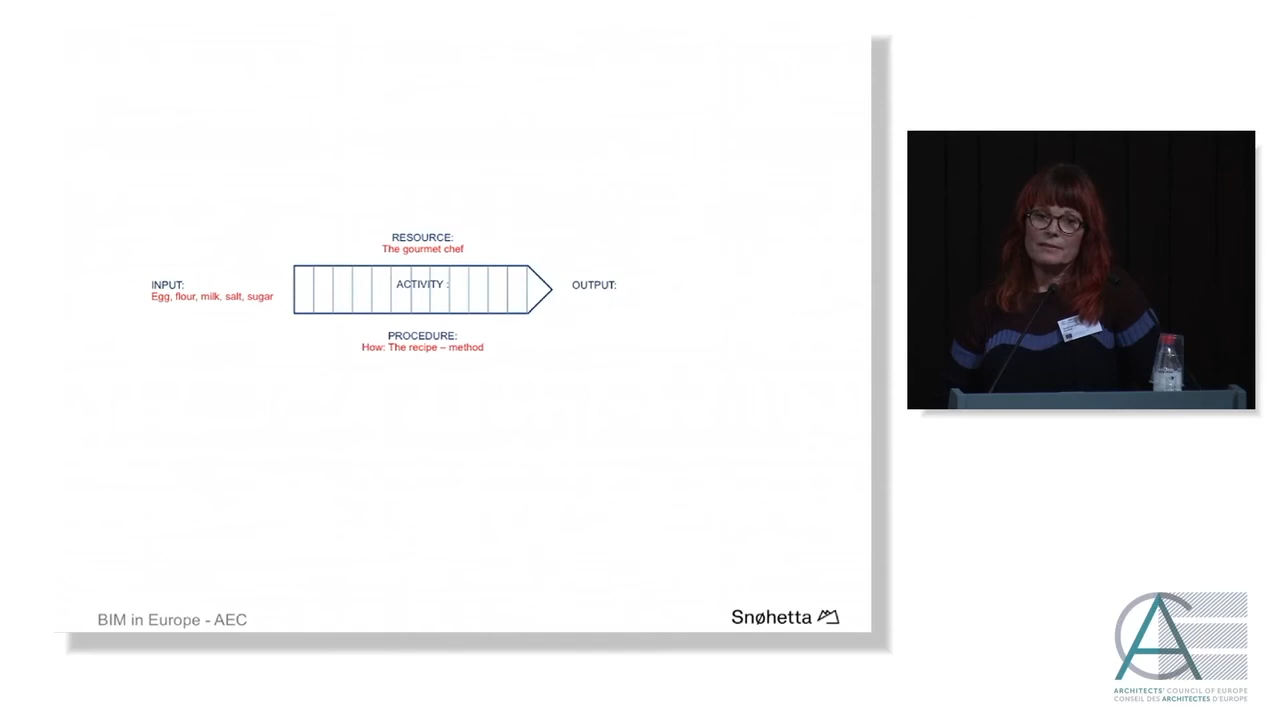 RESOURCE:
The gourmet chef
INPUT:
Egg, flour, milk, salt, sugar
ACTIVITY :
OUTPUT:
PROCEDURE:
How: The recipe – method
BIM in Europe - AEC
Snøhetta
ARCHITECTS' COUNCIL OF EUROPE
CONSEIL DES ARCHITECTES D'EUROPE